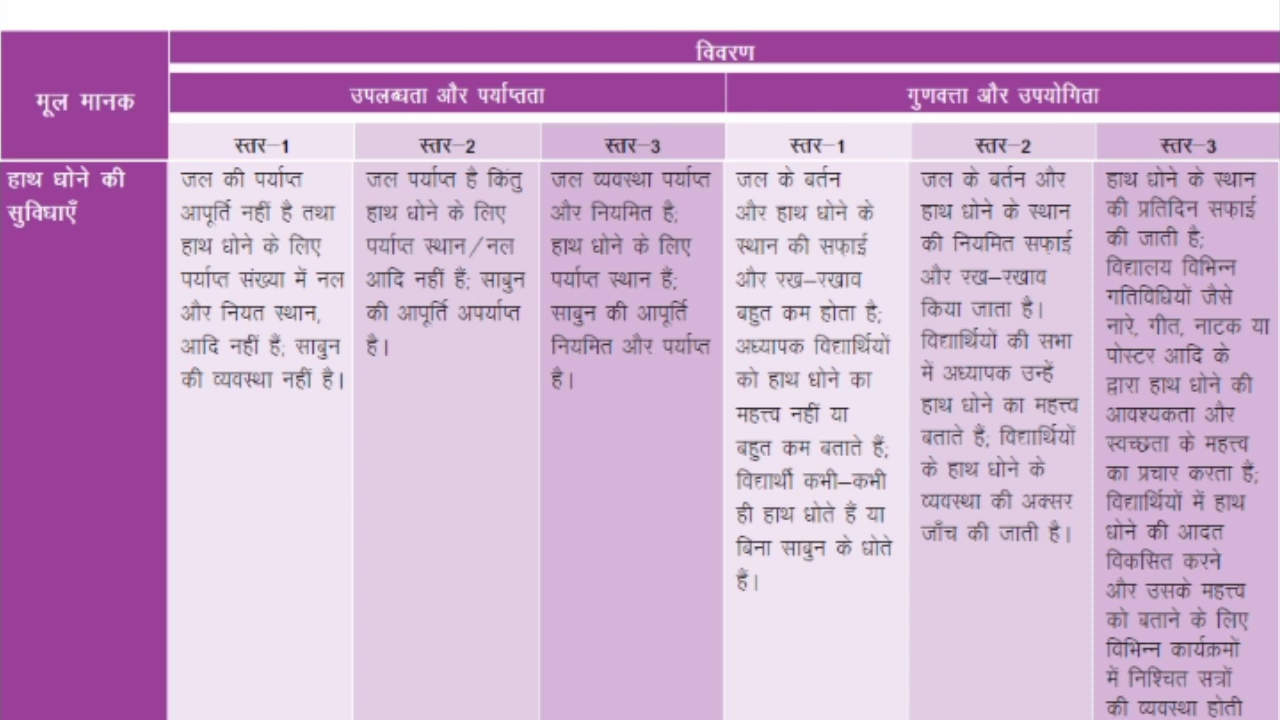 विवरण
मूल मानक
उपलब्धता और पर्याप्तता
गुणवत्ता और उपयोगिता
स्तर–1
स्तर–2
स्तर–3
स्तर–1
स्तर–2
स्तर–3
हाथ धोने की
सुविधाएँ
जल की पर्याप्त
आपूर्ति नहीं है तथा
हाथ धोने के लिए
पर्याप्त संख्या में नल
और नियत स्थान,
आदि नहीं हैं; साबुन
की व्यवस्था नहीं है।
जल पर्याप्त है किंतु
हाथ धोने के लिए
पर्याप्त स्थान/नल
आदि नहीं हैं; साबुन
की आपूर्ति अपर्याप्त
है।
जल व्यवस्था पर्याप्त
और नियमित है;
हाथ धोने के लिए
पर्याप्त स्थान हैं;
साबुन की आपूर्ति
नियमित और पर्याप्त
है।
जल के बर्तन
और हाथ धोने के
स्थान की सफ़ाई
और रख–रखाव
बहुत कम होता है;
अध्यापक विद्यार्थियों
को हाथ धोने का
महत्त्व नहीं या
बहुत कम बताते हैं;
विद्यार्थी कभी–कभी
ही हाथ धोते हैं या
बिना साबुन के धोते
हैं।
जल के बर्तन और
हाथ धोने के स्थान
की नियमित सफ़ाई
और रख–रखाव
किया जाता है।
विद्यार्थियों की सभा
में अध्यापक उन्हें
हाथ धोने का महत्त्व
बताते हैं; विद्यार्थियों
के हाथ धोने के
व्यवस्था की अक्सर
जाँच की जाती है।
हाथ धोने के स्थान
की प्रतिदिन सफ़ाई
की जाती है;
विद्यालय विभिन्न
गतिविधियों जैसे
नारे, गीत, नाटक या
पोस्टर आदि के
द्वारा हाथ धोने की
आवश्यकता और
स्वच्छता के महत्त्व
का प्रचार करता है;
विद्यार्थियों में हाथ
धोने की आदत
विकसित करने
और उसके महत्त्व
को बताने के लिए
विभिन्न कार्यक्रमों
में निश्चित सत्रों
की व्यवस्था होती